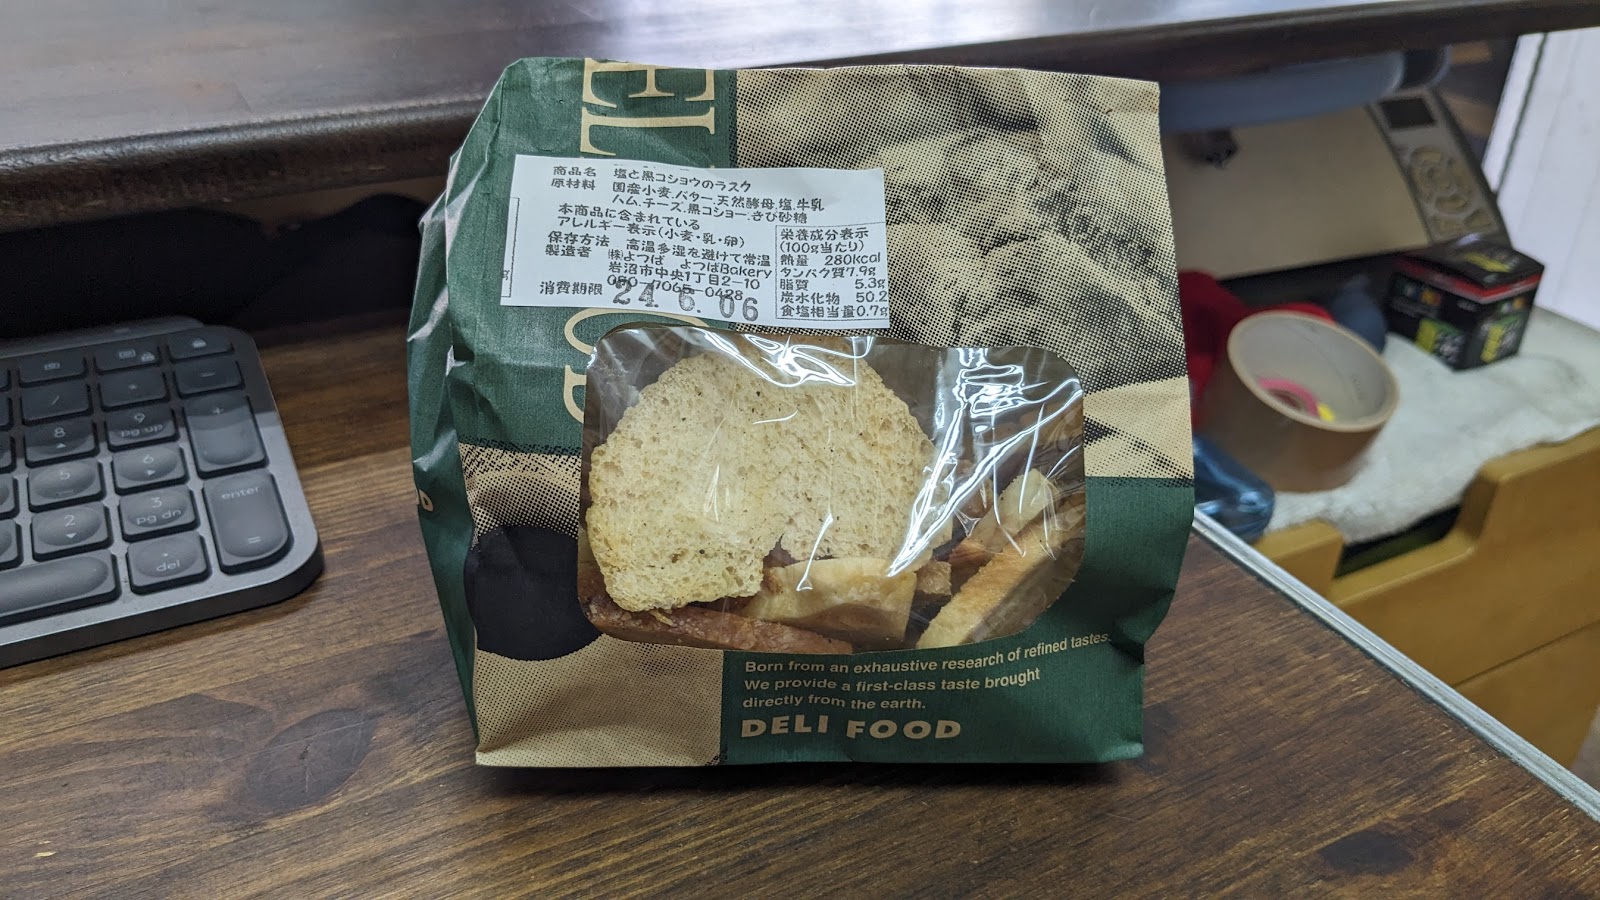 商品名 塩と黒コショウのラスク
原材料 国産小麦.バター.天然酵母.塩.牛乳
ハム.チーズ.黒コショー.きび砂糖
本商品に含まれている
アレルギー表示(小麦・乳・卵)
保存方法 高温多湿を避けて常温
製造者 ㈱よつば よつばBakery
岩沼市中央1丁目2-10
消費期限 24.6.06
栄養成分表示
(100g当たり)
熱量 280kcal
タンパク質7.9g
脂質 5.3g
炭水化物 50.2
食塩相当量0.7g
Born from an exhaustive research of refined tastes.
We provide a first-class taste brought
directly from the earth.
DELI FOOD
8
9
pg up
5
6
2
3
pg dn
enter
=
del
+